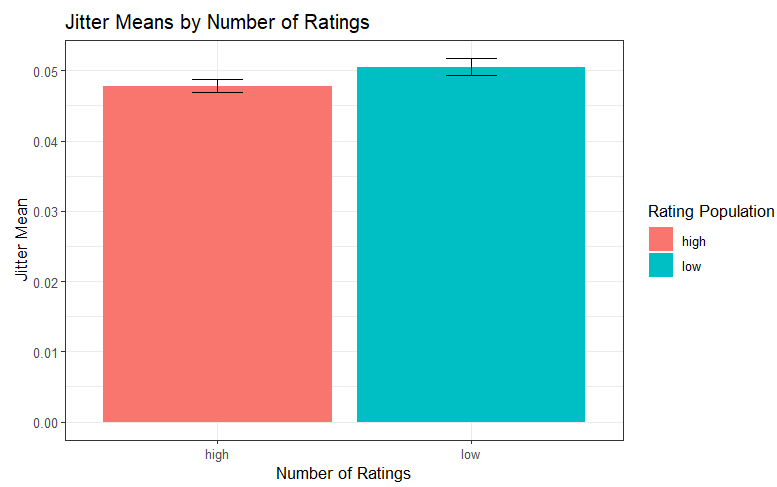 Jitter Means by Number of Ratings
0.05
0.04
0.03
0.02
0.01
0.00
Jitter Mean
high
low
Number of Ratings
Rating Population
high
low